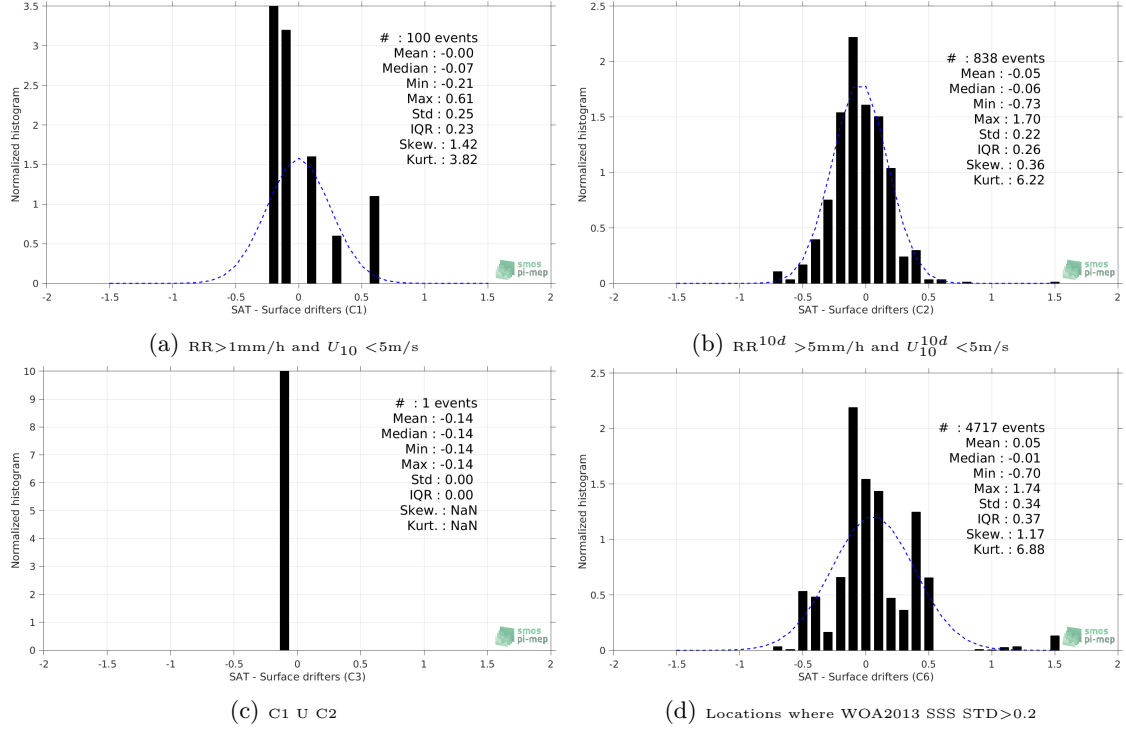 3.5
3
2.5
2
1.5
1
0.5
0
-2
-1.5
-1
-0.5
0
0.5
1
1.5
2
Normalized histogram
SAT - Surface drifters (C1)
# : 100 events
Mean : -0.00
Median : -0.07
Min : -0.21
Max : 0.61
Std : 0.25
IQR : 0.23
Skew. : 1.42
Kurt. : 3.82
smos
pi-mep
(a) RR>1mm/h and U10 <5m/s
2.5
2
1.5
1
0.5
0
-2
-1.5
-1
-0.5
0
0.5
1
1.5
2
Normalized histogram
SAT - Surface drifters (C2)
# : 838 events
Mean : -0.05
Median : -0.06
Min : -0.73
Max : 1.70
Std : 0.22
IQR : 0.26
Skew. : 0.36
Kurt. : 6.22
smos
pi-mep
(b) RR10d >5mm/h and U10d10 <5m/s
10
9
8
7
6
5
4
3
2
1
0
-2
-1.5
-1
-0.5
0
0.5
1
1.5
2
Normalized histogram
SAT - Surface drifters (C3)
# : 1 events
Mean : -0.14
Median : -0.14
Min : -0.14
Max : -0.14
Std : 0.00
IQR : 0.00
Skew. : NaN
Kurt. : NaN
smos
pi-mep
(c) C1 U C2
2.5
2
1.5
1
0.5
0
-2
-1.5
-1
-0.5
0
0.5
1
1.5
2
Normalized histogram
SAT - Surface drifters (C6)
# : 4717 events
Mean : 0.05
Median : -0.01
Min : -0.70
Max : 1.74
Std : 0.34
IQR : 0.37
Skew. : 1.17
Kurt. : 6.88
smos
pi-mep
(d) Locations where WOA2013 SSS STD>0.2